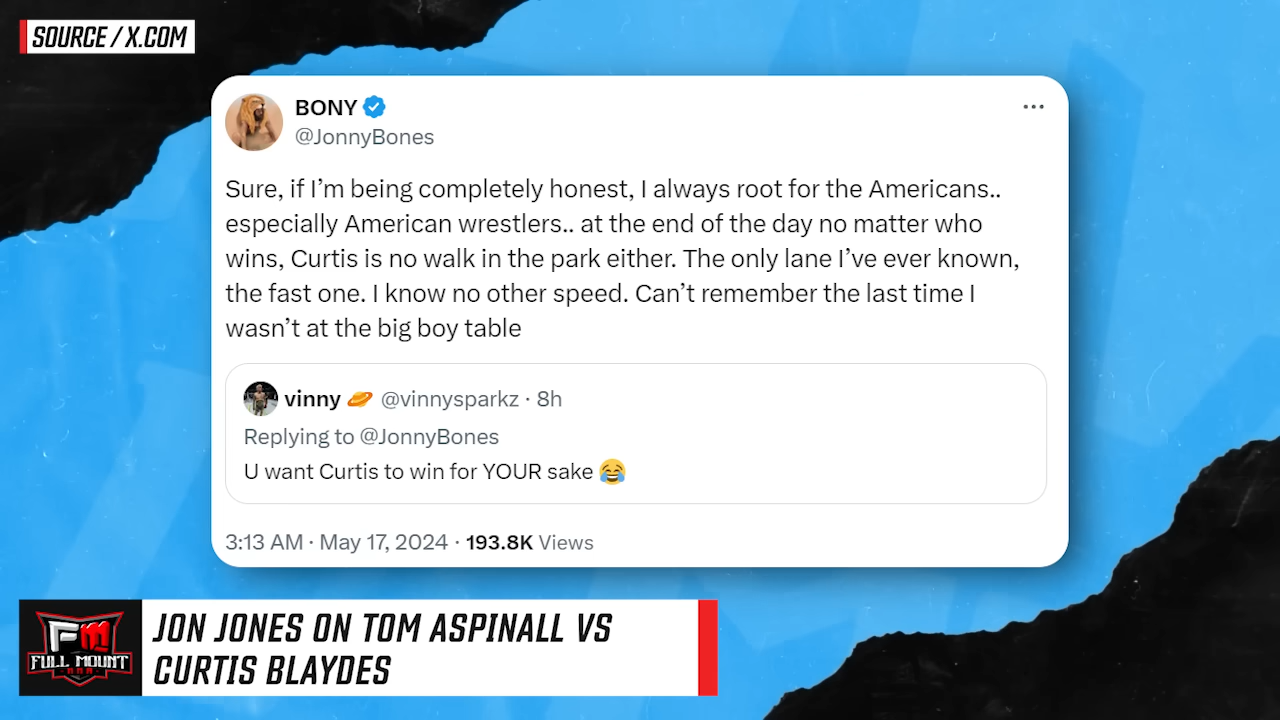 SOURCE / X.COM
BONY
@JonnyBones
Sure, if I’m being completely honest, I always root for the Americans..
especially American wrestlers.. at the end of the day no matter who
wins, Curtis is no walk in the park either. The only lane I’ve ever known,
the fast one. I know no other speed. Can’t remember the last time I
wasn’t at the big boy table
vinny 🪐 @vinnysparkz · 8h
Replying to @JonnyBones
U want Curtis to win for YOUR sake 😂
3:13 AM · May 17, 2024 · 193.8K Views
FM
FULL MOUNT
MMA
JON JONES ON TOM ASPINALL VS
CURTIS BLAYDES